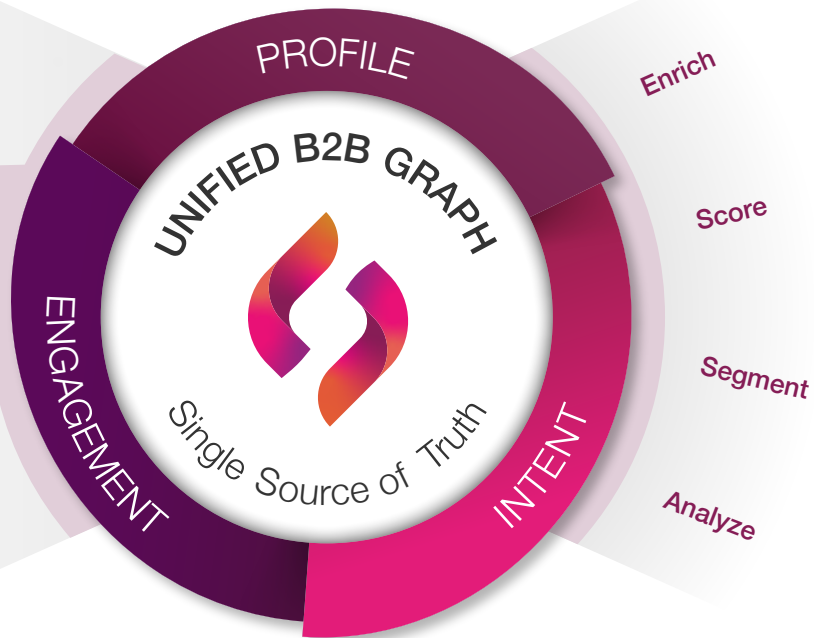 PROFILE
UNIFIED B2B GRAPH
Single Source of Truth
ENGAGEMENT
INTENT
Enrich
Score
Segment
Analyze